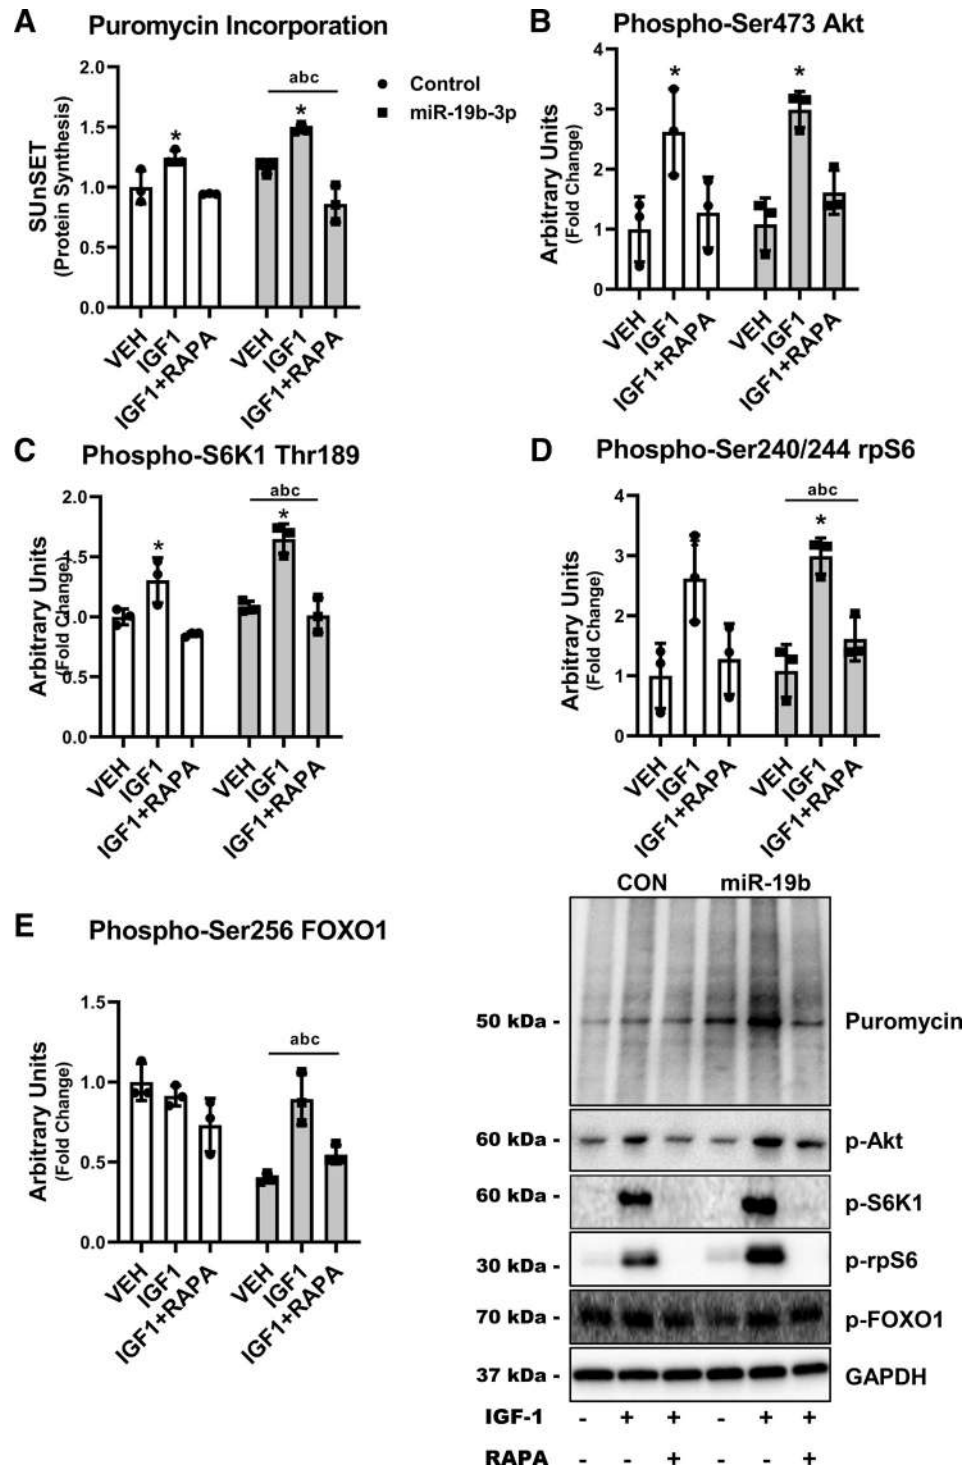 A
Puromycin Incorporation
SUnSET
(Protein Synthesis)
2.0
1.5
1.0
0.5
0.0
*
abc
*
Control
miR-19b-3p
VEH
IGF1
IGF1+RAPA
VEH
IGF1
IGF1+RAPA
B
Phospho-Ser473 Akt
Arbitrary Units
(Fold Change)
4
3
2
1
0
*
*
VEH
IGF1
IGF1+RAPA
VEH
IGF1
IGF1+RAPA
C
Phospho-S6K1 Thr189
Arbitrary Units
(Fold Change)
2.0
1.5
1.0
0.5
0.0
*
abc
*
VEH
IGF1
IGF1+RAPA
VEH
IGF1
IGF1+RAPA
D
Phospho-Ser240/244 rpS6
Arbitrary Units
(Fold Change)
4
3
2
1
0
abc
*
VEH
IGF1
IGF1+RAPA
VEH
IGF1
IGF1+RAPA
E
Phospho-Ser256 FOXO1
Arbitrary Units
(Fold Change)
1.5
1.0
0.5
0.0
abc
VEH
IGF1
IGF1+RAPA
VEH
IGF1
IGF1+RAPA
CON miR-19b
50 kDa - Puromycin
60 kDa - p-Akt
60 kDa - p-S6K1
30 kDa - p-rpS6
70 kDa - p-FOXO1
37 kDa - GAPDH
IGF-1 - + + - + +
RAPA - - + - - +